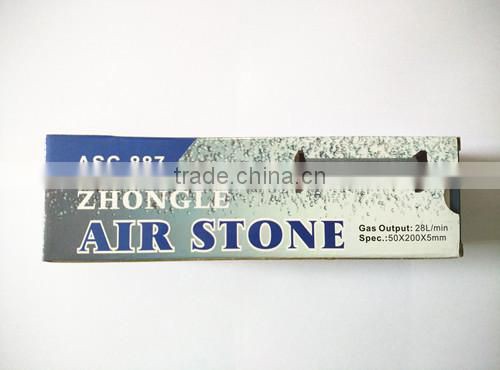 ASC-887
trade.china.cn
ZHONGLE
AIR STONE
Gas Output: 28L/min
Spec.:50X200X5mm